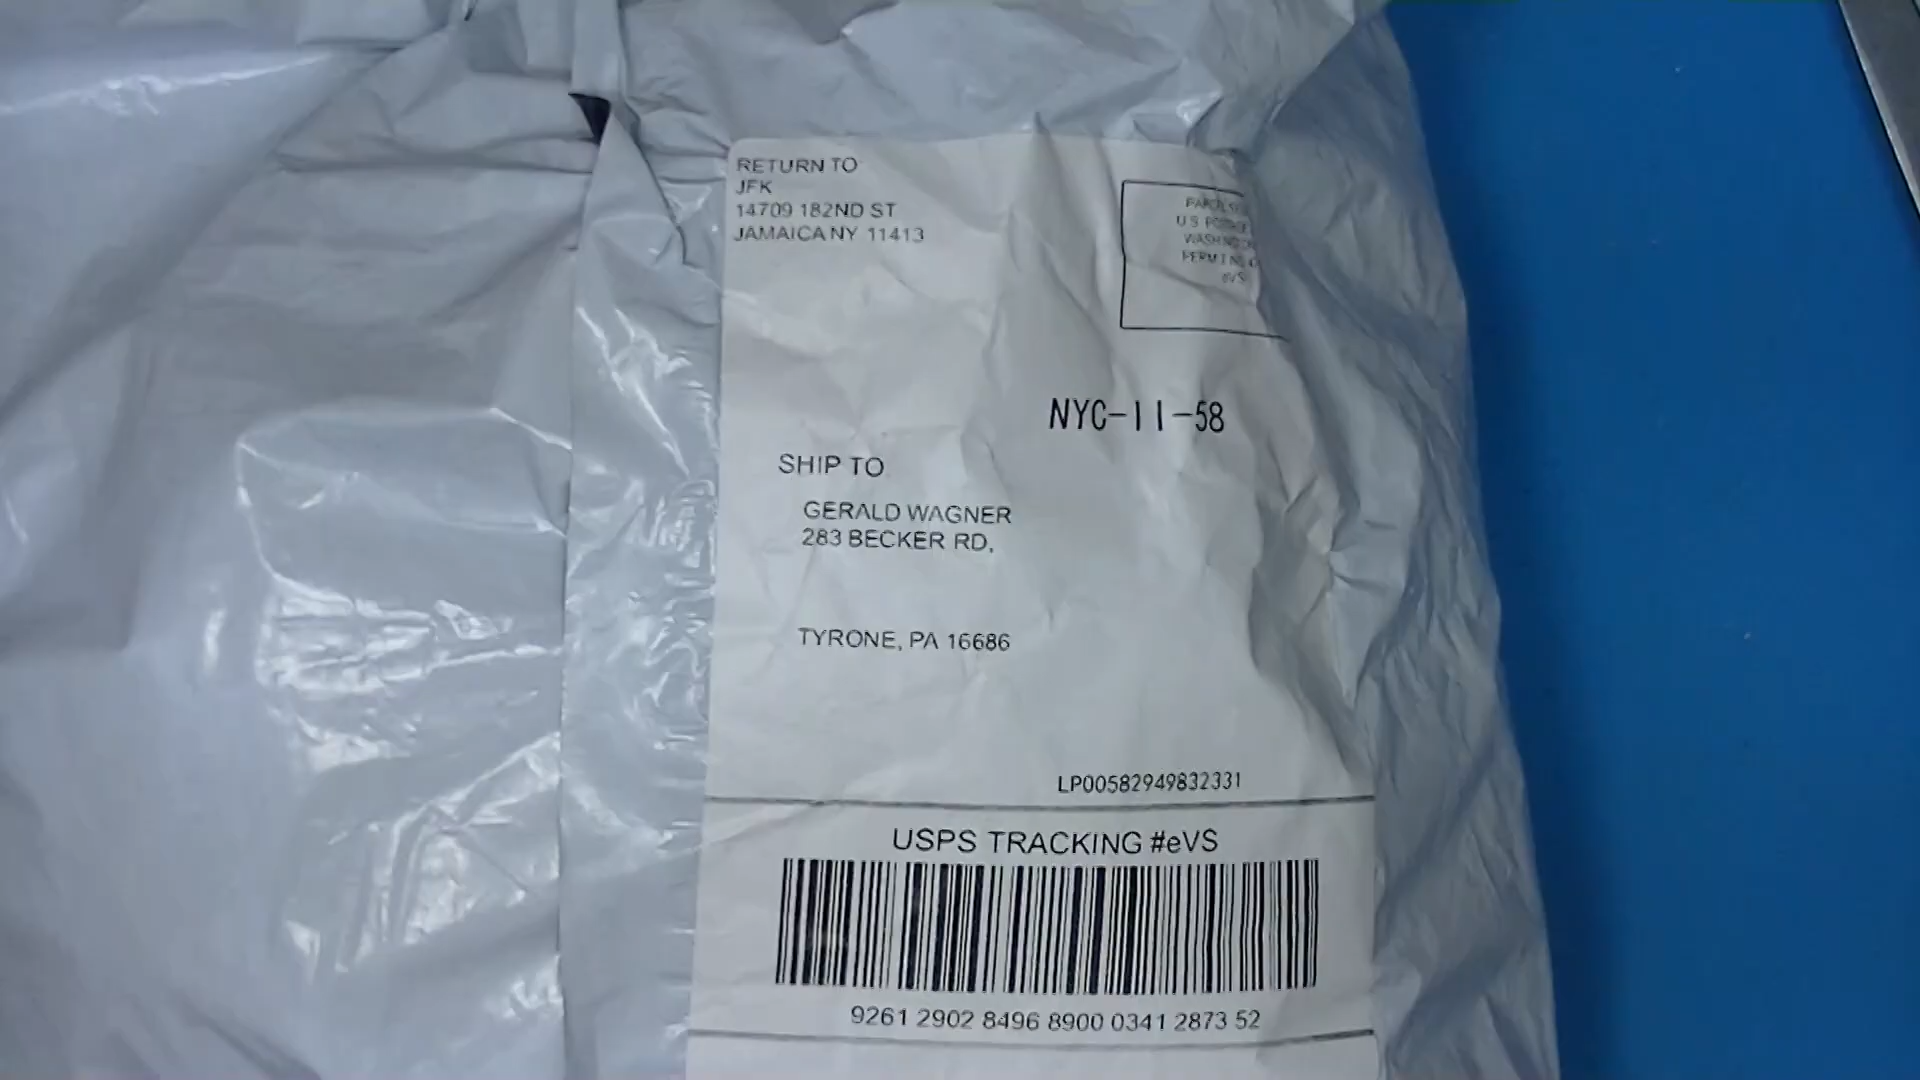 RETURN TO
JFK
14709 182ND ST
JAMAICA NY 11413
U.S.
eVS
NYC-11-58
SHIP TO
GERALD WAGNER
283 BECKER RD,
TYRONE, PA 16686
LP00582949832331
USPS TRACKING #eVS
9261 2902 8496 8900 0341 2873 52